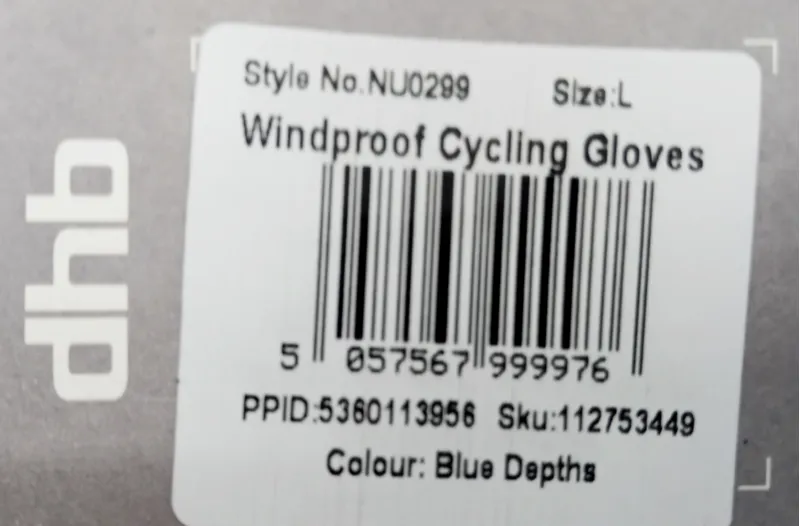 dhb
Style No.NU0299 Size:L
Windproof Cycling Gloves
5 057567 999976
PPID:5360113956 Sku:112753449
Colour: Blue Depths